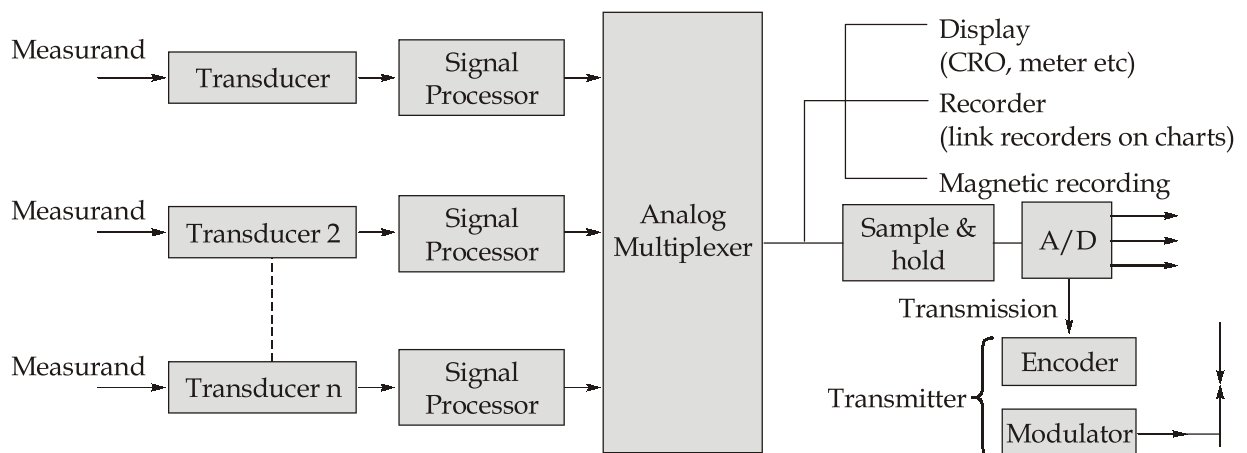 Measurand
Transducer
Signal
Processor
Measurand
Transducer 2
Signal
Processor
Measurand
Transducer n
Signal
Processor
Analog
Multiplexer
Display
(CRO, meter etc)
Recorder
(link recorders on charts)
Magnetic recording
Sample &
hold
A/D
Transmission
Transmitter
Encoder
Modulator